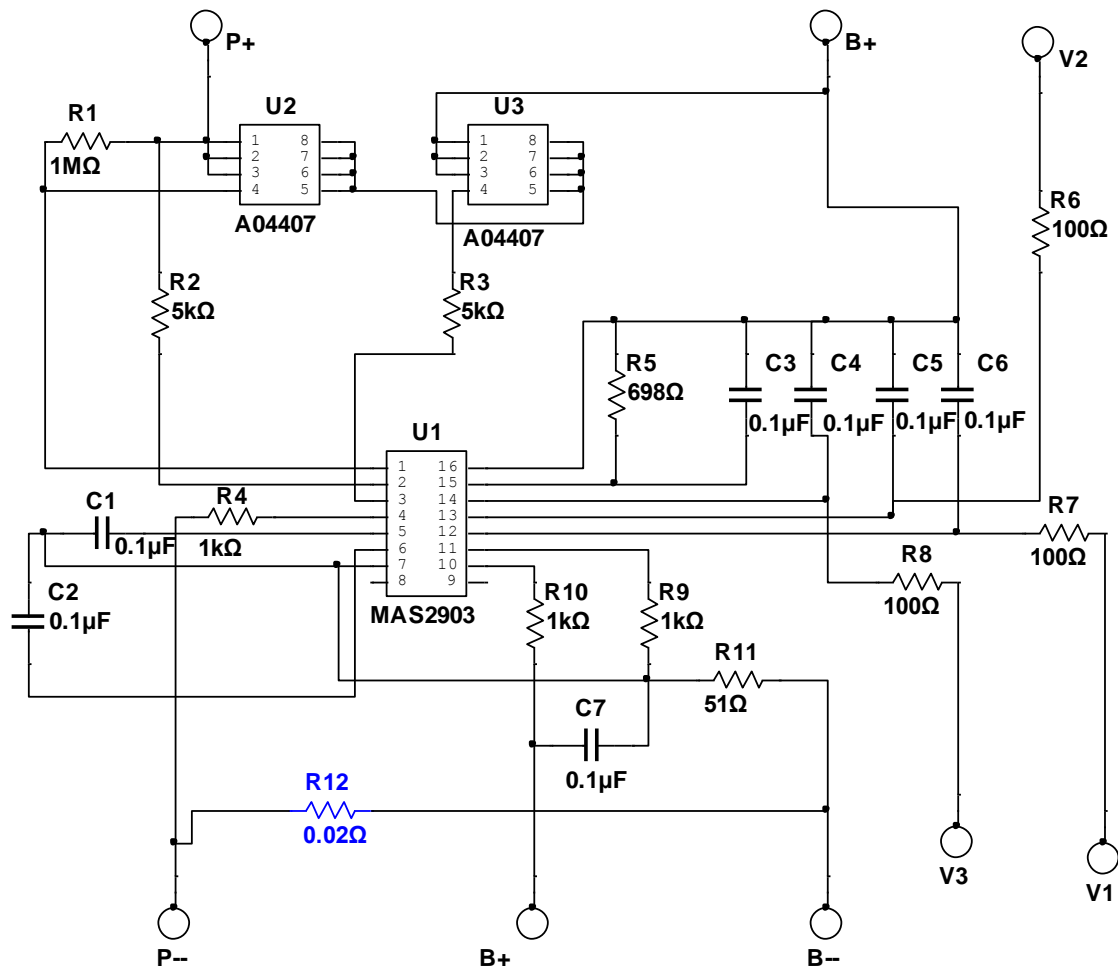 P+
B+
V2
R1
1MΩ
U2
1
2
3
4
8
7
6
5
A04407
U3
1
2
3
4
8
7
6
5
A04407
R6
100Ω
R2
5kΩ
R3
5kΩ
R5
698Ω
C3
0.1µF
C4
0.1µF
C5
0.1µF
C6
0.1µF
U1
1
2
3
4
5
6
7
8
16
15
14
13
12
11
10
9
MAS2903
C1
0.1µF
R4
1kΩ
C2
0.1µF
R7
100Ω
R8
100Ω
R10
1kΩ
R9
1kΩ
R11
51Ω
C7
0.1µF
R12
0.02Ω
V3
V1
P--
B+
B--